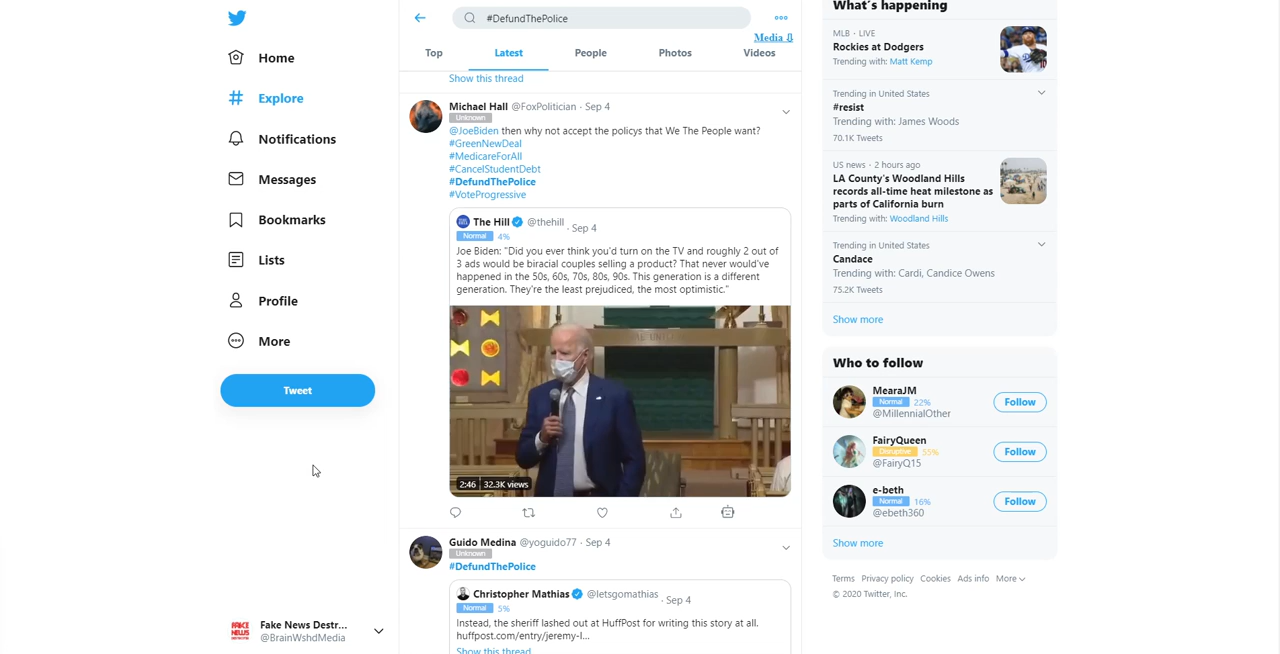 Home
Explore
Notifications
Messages
Bookmarks
Lists
Profile
More
Tweet
FAKE NEWS Fake News Destr...
@BrainWshdMedia
#DefundThePolice
Media ⇩
Top Latest People Photos Videos
Show this thread
Michael Hall @FoxPolitician · Sep 4
Unknown
@JoeBiden then why not accept the policys that We The People want?
#GreenNewDeal
#MedicareForAll
#CancelStudentDebt
#DefundThePolice
#VoteProgressive
The Hill @thehill · Sep 4
Normal 4%
Joe Biden: "Did you ever think you'd turn on the TV and roughly 2 out of
3 ads would be biracial couples selling a product? That never would've
happened in the 50s, 60s, 70s, 80s, 90s. This generation is a different
generation. They're the least prejudiced, the most optimistic."
2:46 32.3K views
Guido Medina @yoguido77 · Sep 4
Unknown
#DefundThePolice
Christopher Mathias @letsgomathias · Sep 4
Normal 5%
Instead, the sheriff lashed out at HuffPost for writing this story at all.
huffpost.com/entry/jeremy-l...
Show this thread
What's happening
MLB · LIVE
Rockies at Dodgers
Trending with: Matt Kemp
Trending in United States
#resist
Trending with: James Woods
70.1K Tweets
US news · 2 hours ago
LA County's Woodland Hills
records all-time heat milestone as
parts of California burn
Trending with: Woodland Hills
Trending in United States
Candace
Trending with: Cardi, Candice Owens
75.2K Tweets
Show more
Who to follow
MearaJM
Normal 22%
@MillennialOther
Follow
FairyQueen
Disruptive 55%
@FairyQ15
Follow
e-beth
Normal 16%
@ebeth360
Follow
Show more
Terms Privacy policy Cookies Ads info More
© 2020 Twitter, Inc.